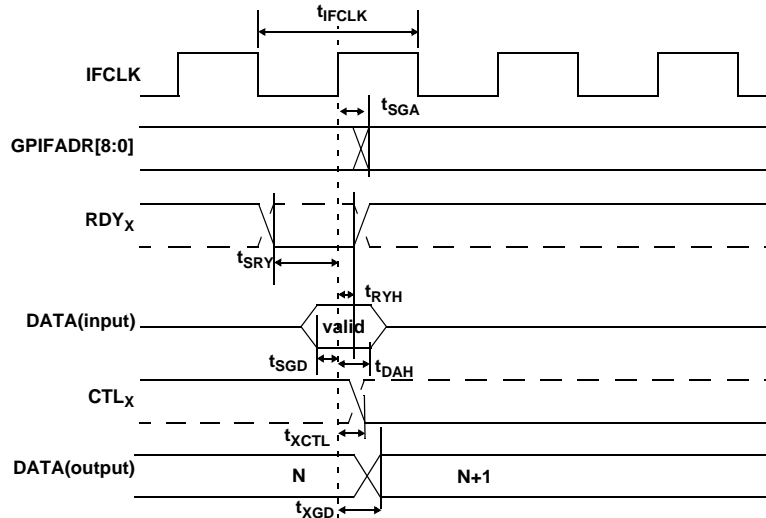 tIFCLK
IFCLK
tSGA
GPIFADR[8:0]
RDYX
tSRY
tRYH
DATA(input)
valid
tSGD
tDAH
CTLX
tXCTL
DATA(output)
N
N+1
tXGD